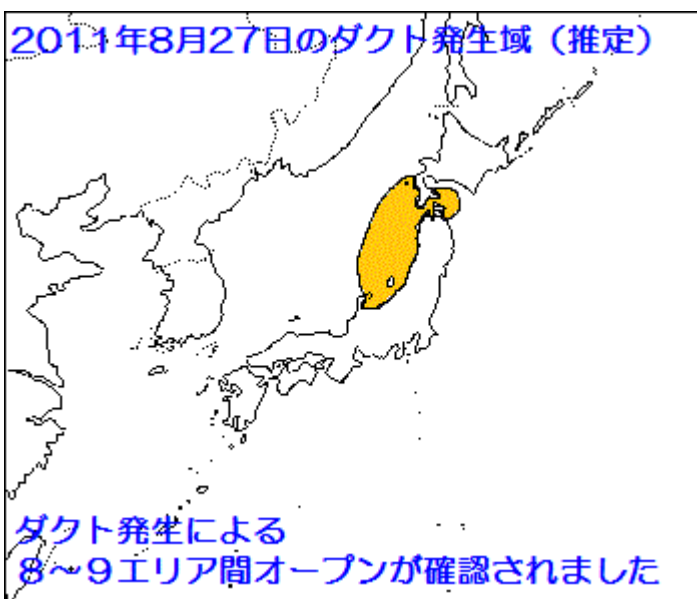 2011年8月27日のダクト発生域（推定）
ダクト発生による
８～９エリア間オープンが確認されました